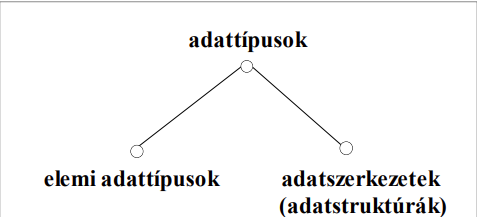 adattípusok
elemi adattípusok
adatszerkezetek
(adatstruktúrák)